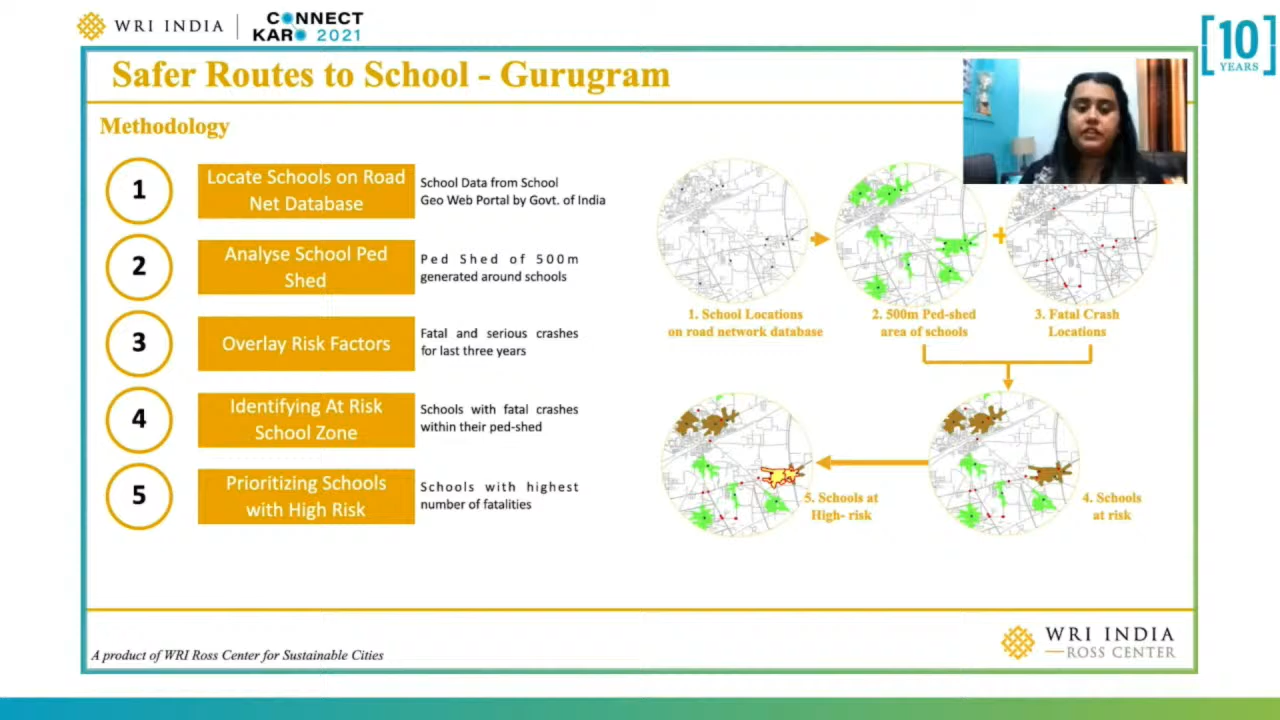 WRI INDIA
CONNECT
KARO 2021
[10]
YEARS
Safer Routes to School - Gurugram
Methodology
1
Locate Schools on Road
Net Database
School Data from School
Geo Web Portal by Govt. of India
2
Analyse School Ped
Shed
Ped Shed of 500m
generated around schools
3
Overlay Risk Factors
Fatal and serious crashes
for last three years
4
Identifying At Risk
School Zone
Schools with fatal crashes
within their ped-shed
5
Prioritizing Schools
with High Risk
Schools with highest
number of fatalities
1. School Locations
on road network database
2. 500m Ped-shed
area of schools
+
3. Fatal Crash
Locations
5. Schools at
High- risk
4. Schools
at risk
A product of WRI Ross Center for Sustainable Cities
WRI INDIA
ROSS CENTER